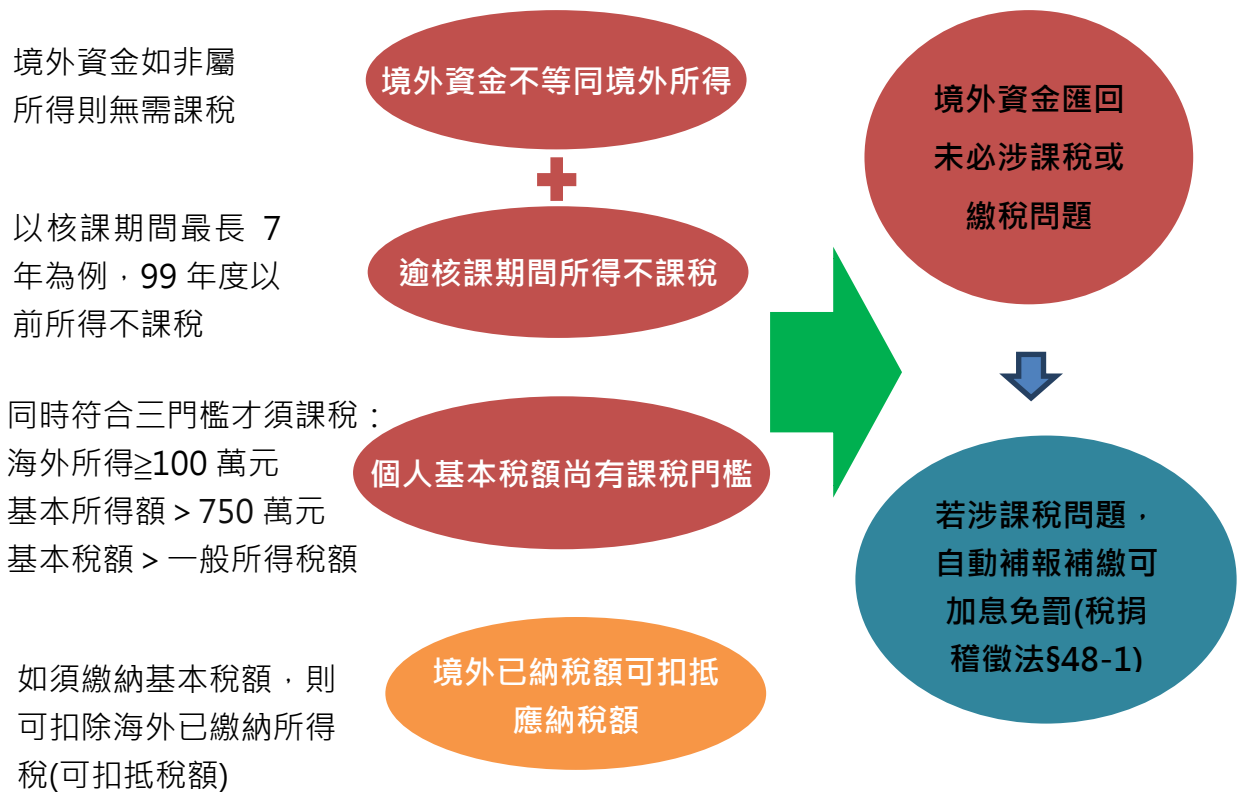 境外資金如非屬
所得則無需課稅
境外資金不等同境外所得
以核課期間最長 7
年為例，99 年度以
前所得不課稅
逾核課期間所得不課稅
同時符合三門檻才須課稅：
海外所得≧100 萬元
基本所得額 > 750 萬元
基本稅額 > 一般所得稅額
個人基本稅額尚有課稅門檻
如須繳納基本稅額，則
可扣除海外已繳納所得
稅(可扣抵稅額)
境外已納稅額可扣抵
應納稅額
境外資金匯回
未必涉課稅或
繳稅問題
若涉課稅問題，
自動補報補繳可
加息免罰(稅捐
稽徵法§48-1)